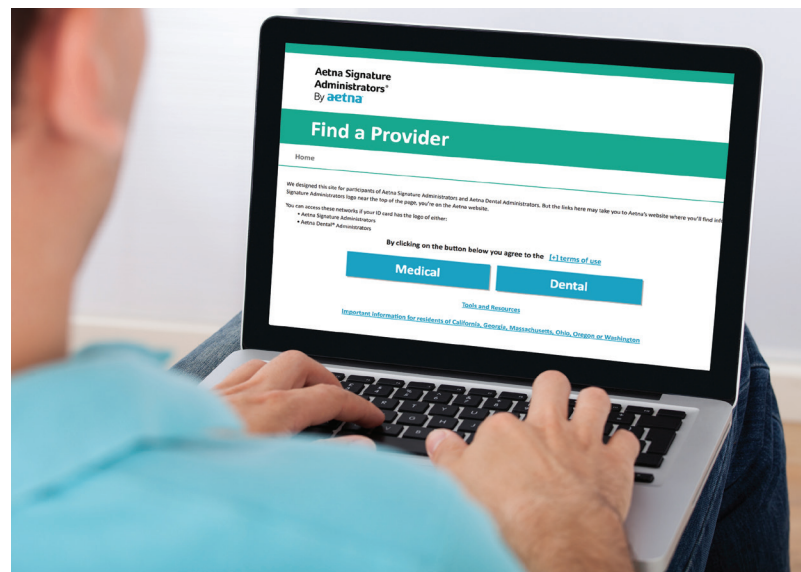 Aetna Signature
Administrators®
By aetna
Find a Provider
Home
We designed this site for participants of Aetna Signature Administrators and Aetna Dental Administrators. But the links here may take you to Aetna's website where you'll find
Signature Administrators logo near the top of the page, you're on the Aetna website.
You can access these networks if your ID card has the logo of either:
• Aetna Signature Administrators
• Aetna Dental® Administrators
By clicking on the button below you agree to the [+] terms of use
Medical
Dental
Tools and Resources
Important information for residents of California, Georgia, Massachusetts, Ohio, Oregon or Washington